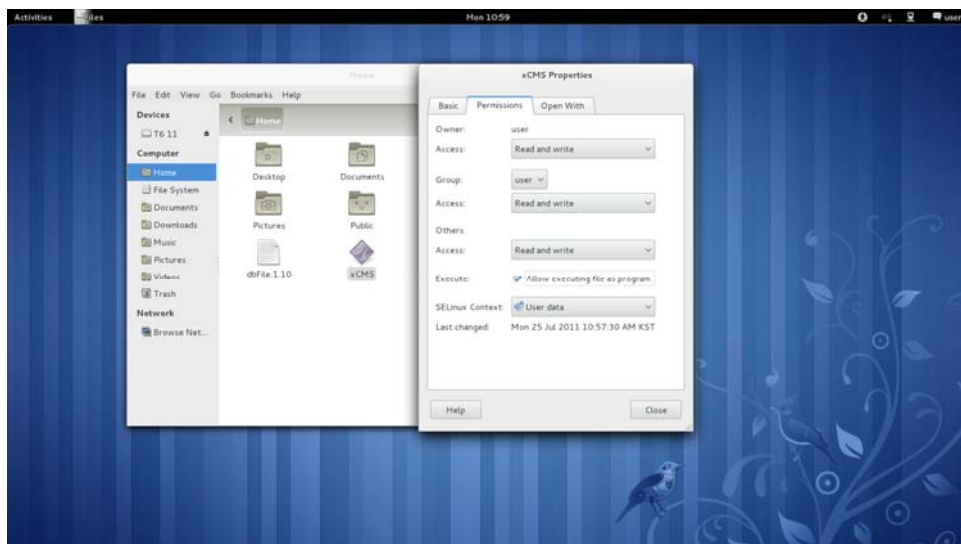 Activities
Files
Mon 10:59
user
Home
File Edit View Go Bookmarks Help
Devices
T6 11
Computer
Home
File System
Documents
Downloads
Music
Pictures
Videos
Trash
Network
Browse Net...
Home
Desktop
Documents
Pictures
Public
dbFile.1.10
xCMS
xCMS Properties
Basic Permissions Open With
Owner: user
Access: Read and write
Group: user
Access: Read and write
Others
Access: Read and write
Execute: Allow executing file as program
SELinux Context: User data
Last changed: Mon 25 Jul 2011 10:57:30 AM KST
Help
Close